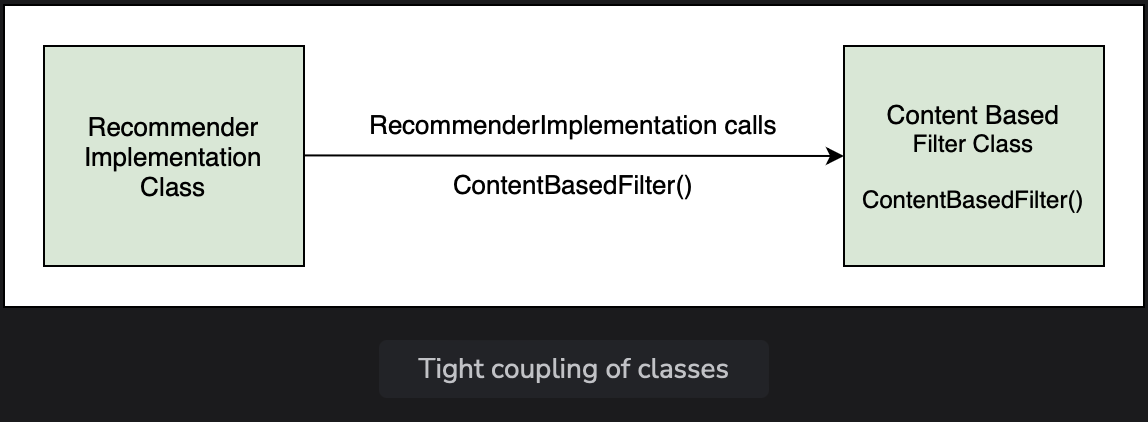 Recommender
Implementation
Class
RecommenderImplementation calls
ContentBasedFilter()
Content Based
Filter Class
ContentBasedFilter()
Tight coupling of classes